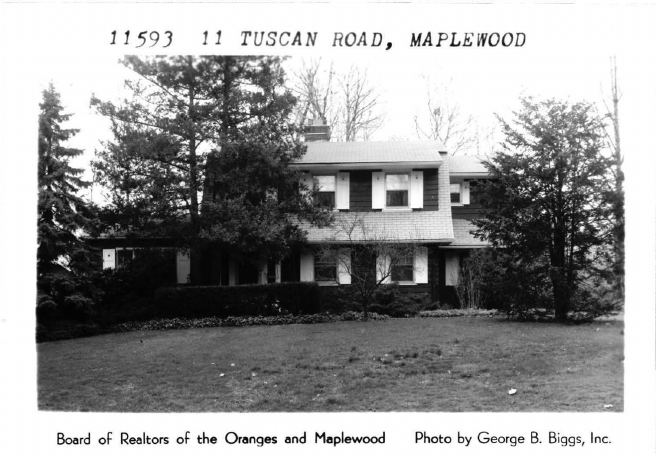 11593 11 TUSCAN ROAD, MAPLEWOOD
Board of Realtors of the Oranges and Maplewood Photo by George B. Biggs, Inc.